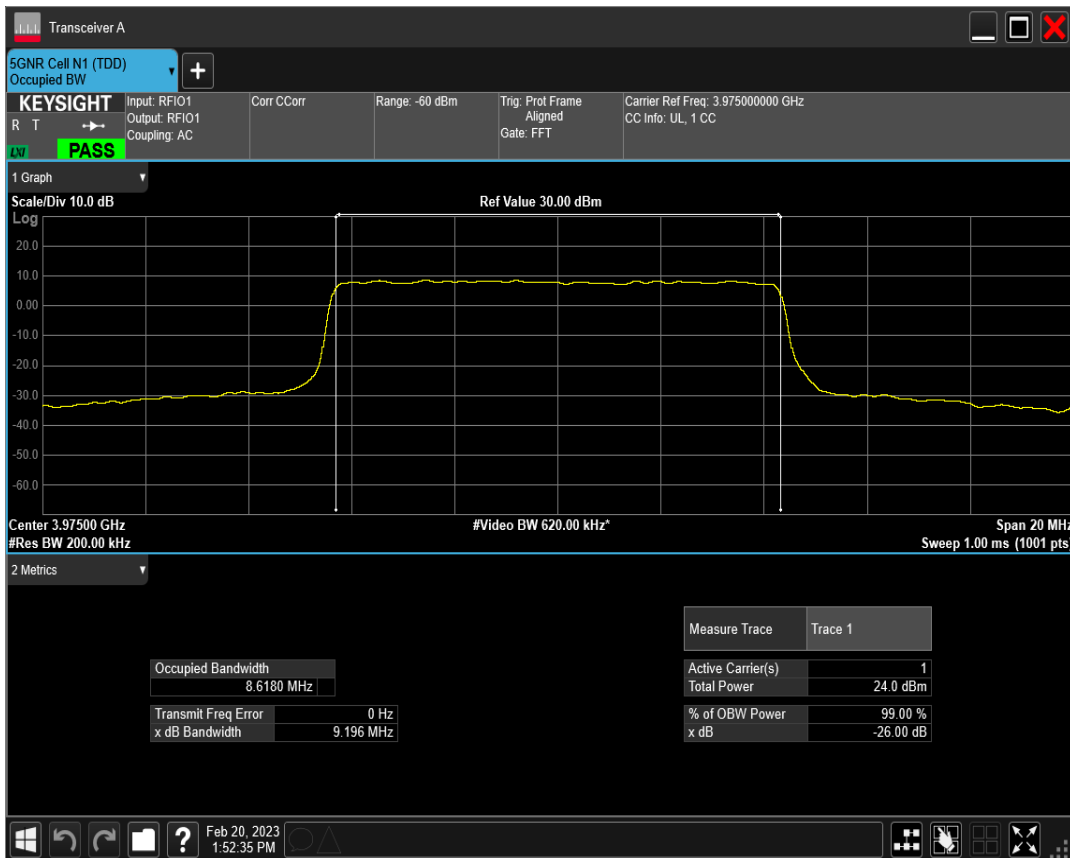 Transceiver A
5GNR Cell N1 (TDD)
Occupied BW
+
KEYSIGHT
R T
LXI
PASS
Input: RFIO1
Output: RFIO1
Coupling: AC
Corr CCorr
Range: -60 dBm
Trig: Prot Frame
Aligned
Gate: FFT
Carrier Ref Freq: 3.975000000 GHz
CC Info: UL, 1 CC
1 Graph
Scale/Div 10.0 dB
Ref Value 30.00 dBm
Log
20.0
10.0
0.00
-10.0
-20.0
-30.0
-40.0
-50.0
-60.0
Center 3.97500 GHz
#Video BW 620.00 kHz*
Span 20 MHz
#Res BW 200.00 kHz
Sweep 1.00 ms (1001 pts)
2 Metrics
Measure Trace Trace 1
Occupied Bandwidth
8.6180 MHz
Active Carrier(s) 1
Total Power 24.0 dBm
Transmit Freq Error 0 Hz
x dB Bandwidth 9.196 MHz
% of OBW Power 99.00 %
x dB -26.00 dB
?
Feb 20, 2023
1:52:35 PM